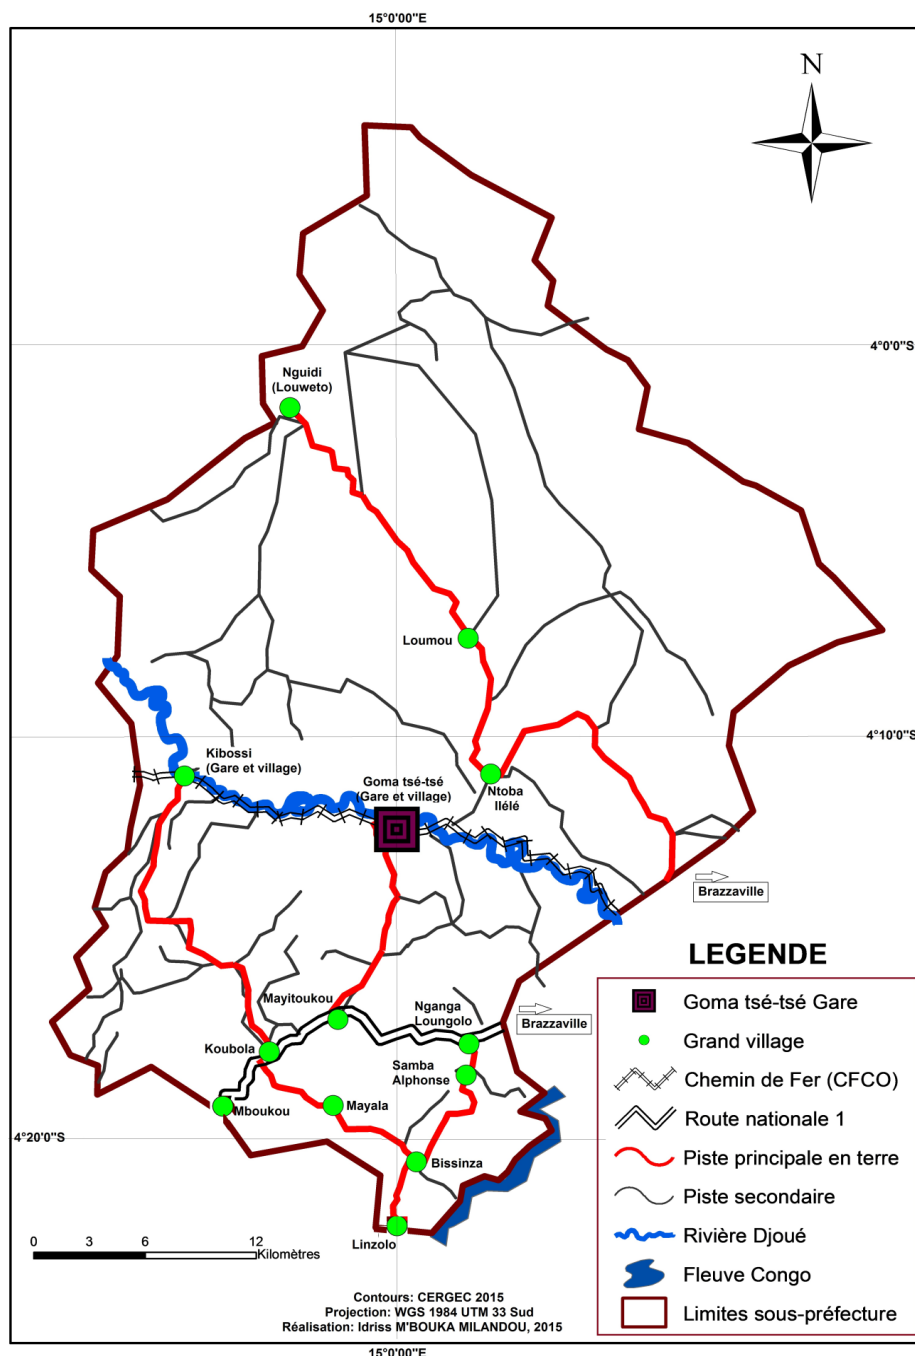 15°0'00"E
N
4°0'0"S
Nguidi
(Louweto)
Loumou
4°10'0"S
Kibossi
(Gare et village)
Goma tsé-tsé
(Gare et village)
Ntoba
Ilélé
Brazzaville
Mayitoukou
Nganga
Loungolo
Brazzaville
Koubola
Samba
Alphonse
Mboukou
Mayala
4°20'0"S
Bissinza
Linzolo
0 3 6 12
Kilomètres
Contours: CERGEC 2015
Projection: WGS 1984 UTM 33 Sud
Réalisation: Idriss M'BOUKA MILANDOU, 2015
LEGENDE
Goma tsé-tsé Gare
Grand village
Chemin de Fer (CFCO)
Route nationale 1
Piste principale en terre
Piste secondaire
Rivière Djoué
Fleuve Congo
Limites sous-préfecture
15°0'00"E